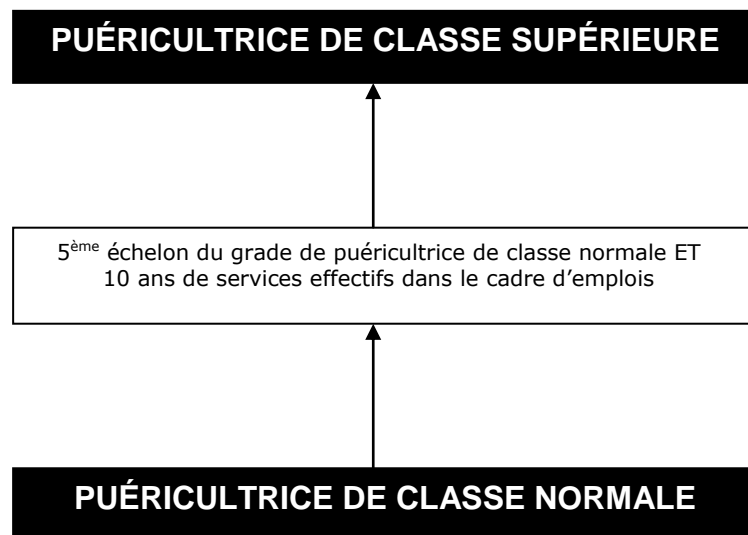 PUÉRICULTRICE DE CLASSE SUPÉRIEURE
5ème échelon du grade de puéricultrice de classe normale ET
10 ans de services effectifs dans le cadre d’emplois
PUÉRICULTRICE DE CLASSE NORMALE